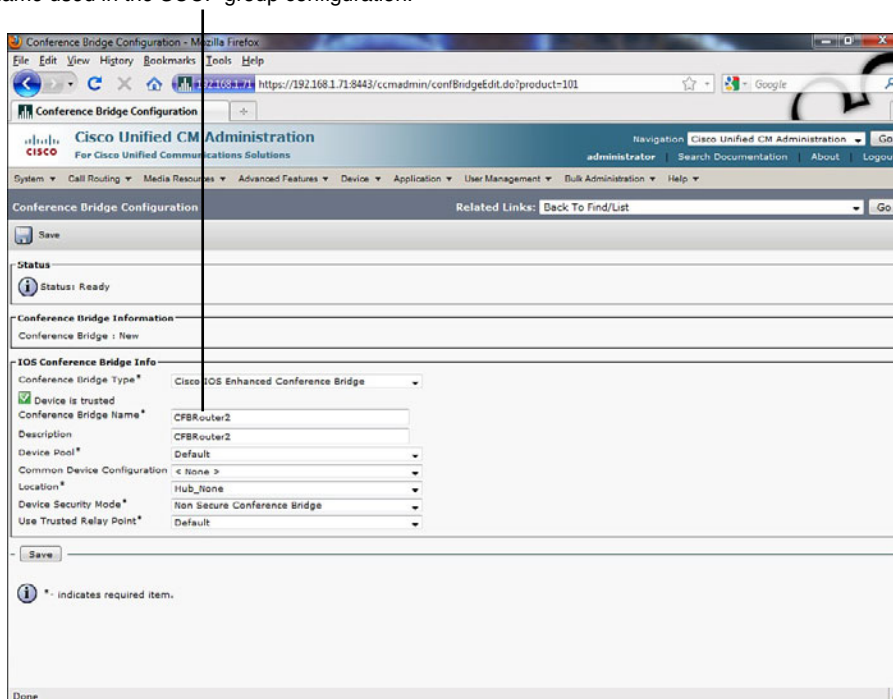 name used in the SCCP group configuration.
Conference Bridge Configuration - Mozilla Firefox
File Edit View History Bookmarks Tools Help
192.168.1.71 https://192.168.1.71:8443/ccmadmin/confBridgeEdit.do?product=101
Google
Conference Bridge Configuration
cisco
Cisco Unified CM Administration
For Cisco Unified Communications Solutions
Navigation Cisco Unified CM Administration Go
administrator | Search Documentation | About | Logout
System Call Routing Media Resources Advanced Features Device Application User Management Bulk Administration Help
Conference Bridge Configuration
Related Links: Back To Find/List Go
Save
Status
Status: Ready
Conference Bridge Information
Conference Bridge : New
IOS Conference Bridge Info
Conference Bridge Type* Cisco IOS Enhanced Conference Bridge
Device is trusted
Conference Bridge Name* CFBRouter2
Description CFBRouter2
Device Pool* Default
Common Device Configuration < None >
Location* Hub_None
Device Security Mode* Non Secure Conference Bridge
Use Trusted Relay Point* Default
Save
*- indicates required item.
Done